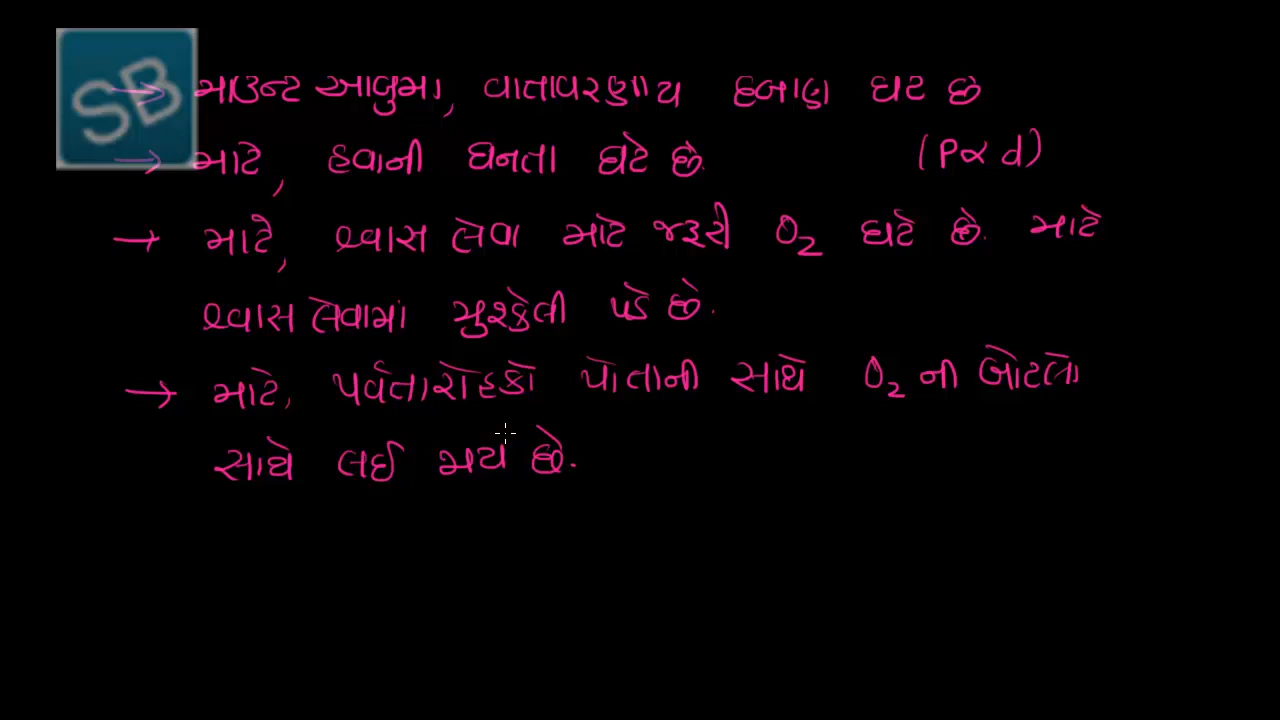 SB
→ માઉન્ટ આબુમાં, વાતાવરણીય દબાણ ઘટે છે
→ માટે, હવાની ઘનતા ઘટે છે. (P∝ d)
→ માટે, શ્વાસ લેવા માટે જરૂરી O₂ ઘટે છે. માટે
શ્વાસ લેવામાં મુશ્કેલી પડે છે.
→ માટે, પર્વતારોહકો પોતાની સાથે O₂ ની બોટલો
સાથે લઈ જાય છે.